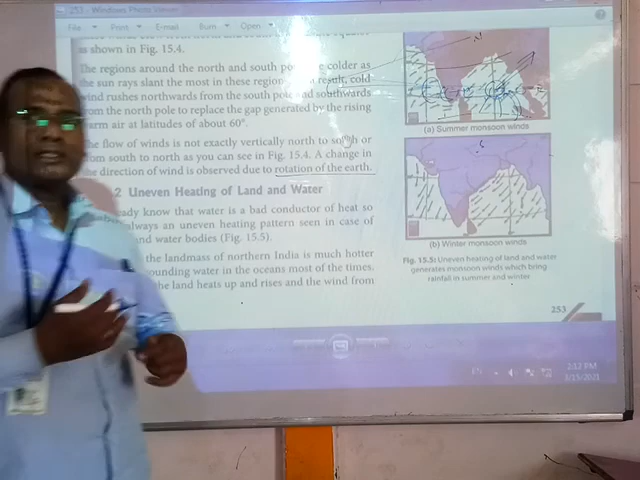 253 - Windows Photo Viewer
File Print E-mail Burn Open
as shown in Fig. 15.4.
The regions around the north and south colder as
the sun rays slant the most in these region result, cold
wind rushes northwards from the south pole and southwards
from the north pole to replace the gap generated by the rising
warm air at latitudes of about 60°.
The flow of winds is not exactly vertically north to south or
from south to north as you can see in Fig. 15.4. A change in
the direction of wind is observed due to rotation of the earth.
.2 Uneven Heating of Land and Water
know that water is a bad conductor of heat so
always an uneven heating pattern seen in case of
and water bodies (Fig. 15.5).
the landmass of northern India is much hotter
ounding water in the oceans most of the times.
the land heats up and rises and the wind from
N
(a) Summer monsoon winds
(b) Winter monsoon winds
Fig. 15.5: Uneven heating of land and water
generates monsoon winds which bring
rainfall in summer and winter
253
EN
2:12 PM